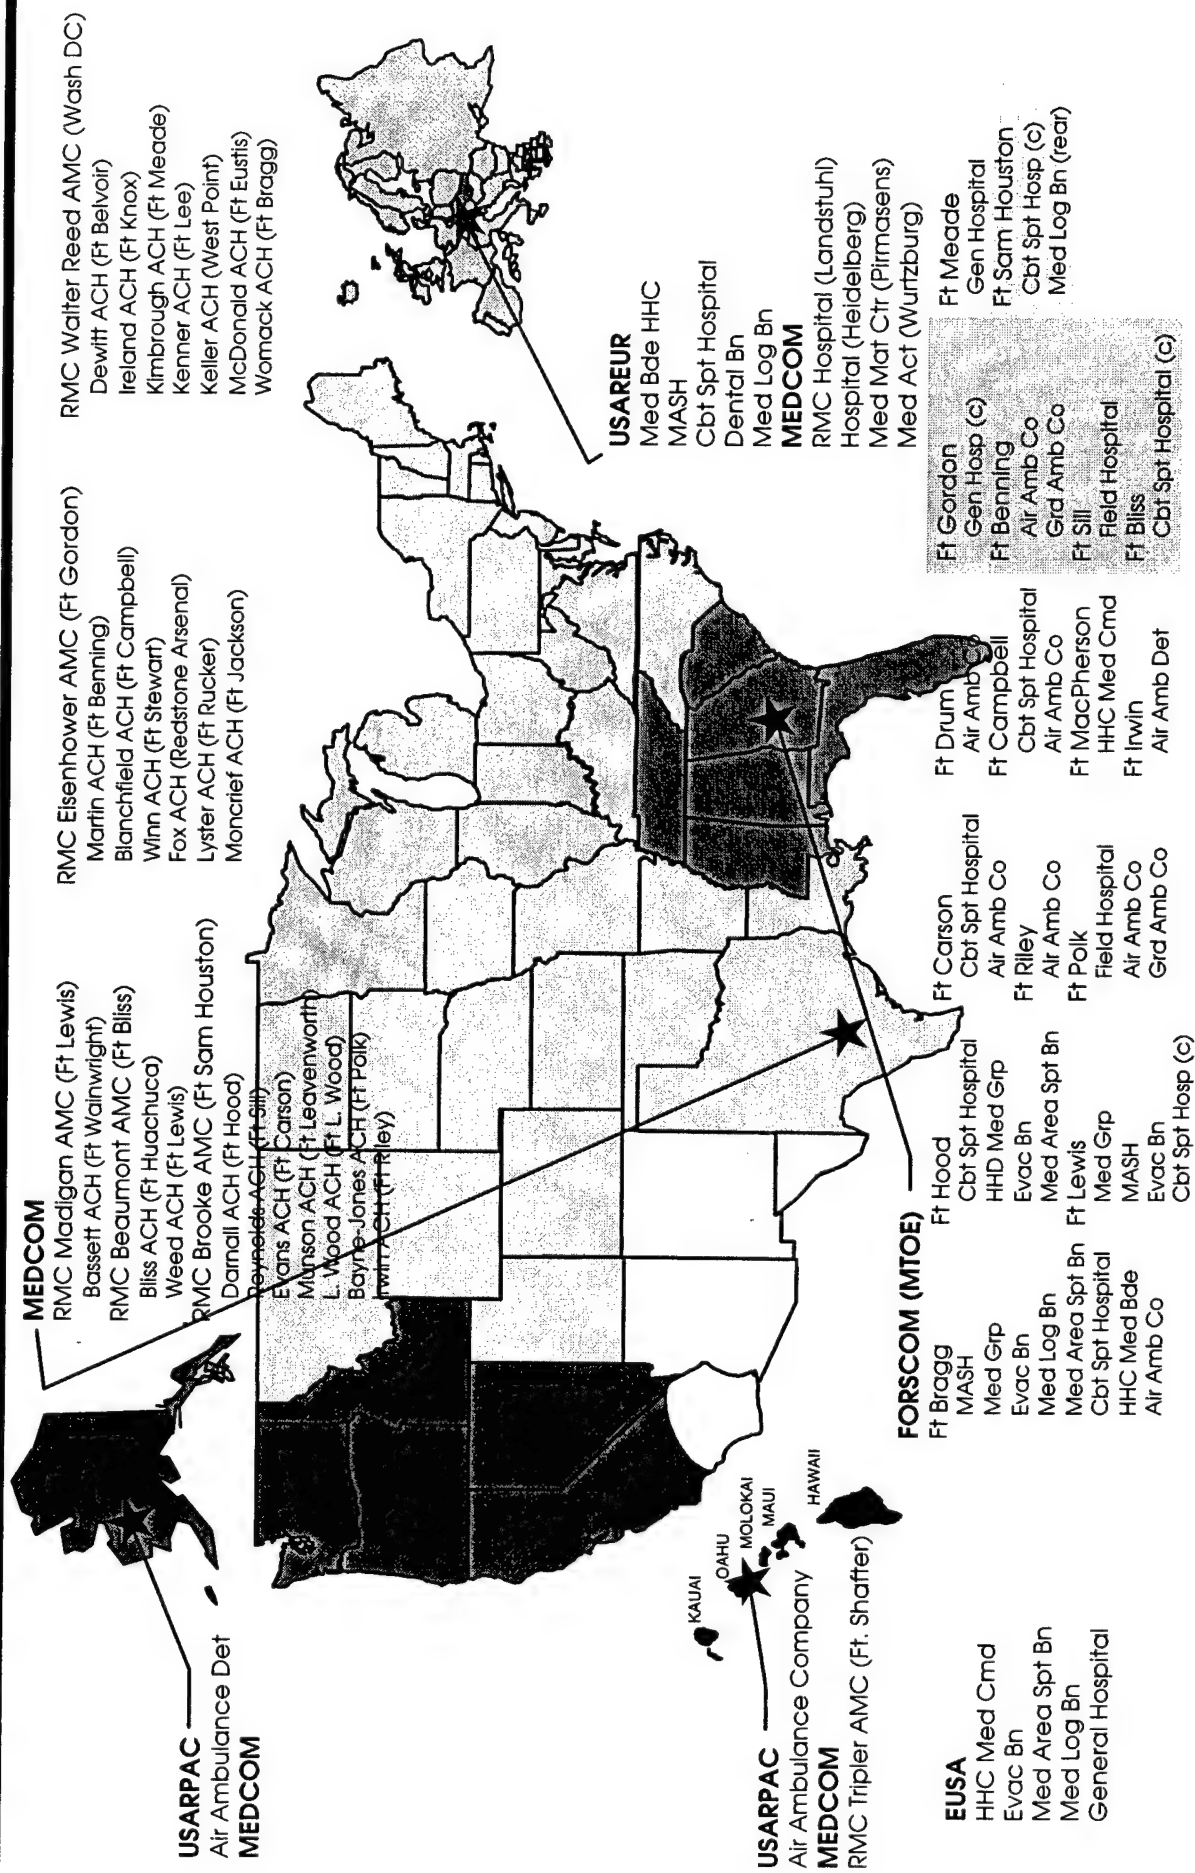 MEDCOM
RMC Madigan AMC (Ft Lewis)
Bassett ACH (Ft Wainwright)
RMC Beaumont AMC (Ft Bliss)
Bliss ACH (Ft Huachuca)
Weed ACH (Ft Lewis)
RMC Brooke AMC (Ft Sam Houston)
Darnall ACH (Ft Hood)
Reynolds ACH (Ft Sill)
Evans ACH (Ft Carson)
Munson ACH (Ft Leavenworth)
L. Wood ACH (Ft L. Wood)
Bayne-Jones ACH (Ft Polk)
Irwin ACH (Ft Riley)
RMC Eisenhower AMC (Ft Gordon)
Martin ACH (Ft Benning)
Blanchfield ACH (Ft Campbell)
Winn ACH (Ft Stewart)
Fox ACH (Redstone Arsenal)
Lyster ACH (Ft Rucker)
Moncrief ACH (Ft Jackson)
RMC Walter Reed AMC (Wash DC)
Dewitt ACH (Ft Belvoir)
Ireland ACH (Ft Knox)
Kimbrough ACH (Ft Meade)
Kenner ACH (Ft Lee)
Keller ACH (West Point)
McDonald ACH (Ft Eustis)
Womack ACH (Ft Bragg)
USARPAC
Air Ambulance Det
MEDCOM
USAREUR
Med Bde HHC
MASH
Cbt Spt Hospital
Dental Bn
Med Log Bn
MEDCOM
RMC Hospital (Landstuhl)
Hospital (Heidelberg)
Med Mat Ctr (Pirmasens)
Med Act (Wurtzburg)
KAUAI
OAHU
MOLOKAI
MAUI
HAWAII
USARPAC
Air Ambulance Company
MEDCOM
RMC Tripler AMC (Ft. Shafter)
EUSA
HHC Med Cmd
Evac Bn
Med Area Spt Bn
Med Log Bn
General Hospital
FORSCOM (MTOE)
Ft Bragg
MASH
Med Grp
Evac Bn
Med Log Bn
Med Area Spt Bn
Cbt Spt Hospital
HHC Med Bde
Air Amb Co
Ft Hood
Cbt Spt Hospital
HHD Med Grp
Evac Bn
Med Area Spt Bn
Ft Lewis
Med Grp
MASH
Evac Bn
Cbt Spt Hosp (c)
Ft Carson
Cbt Spt Hospital
Air Amb Co
Ft Riley
Air Amb Co
Ft Polk
Field Hospital
Air Amb Co
Grd Amb Co
Ft Drum
Air Amb Co
Ft Campbell
Cbt Spt Hospital
Air Amb Co
Ft MacPherson
HHC Med Cmd
Ft Irwin
Air Amb Det
Ft Gordon
Gen Hosp (c)
Ft Benning
Air Amb Co
Grd Amb Co
Ft Sill
Field Hospital
Ft Bliss
Cbt Spt Hospital (c)
Ft Meade
Gen Hospital
Ft Sam Houston
Cbt Spt Hosp (c)
Med Log Bn (rear)